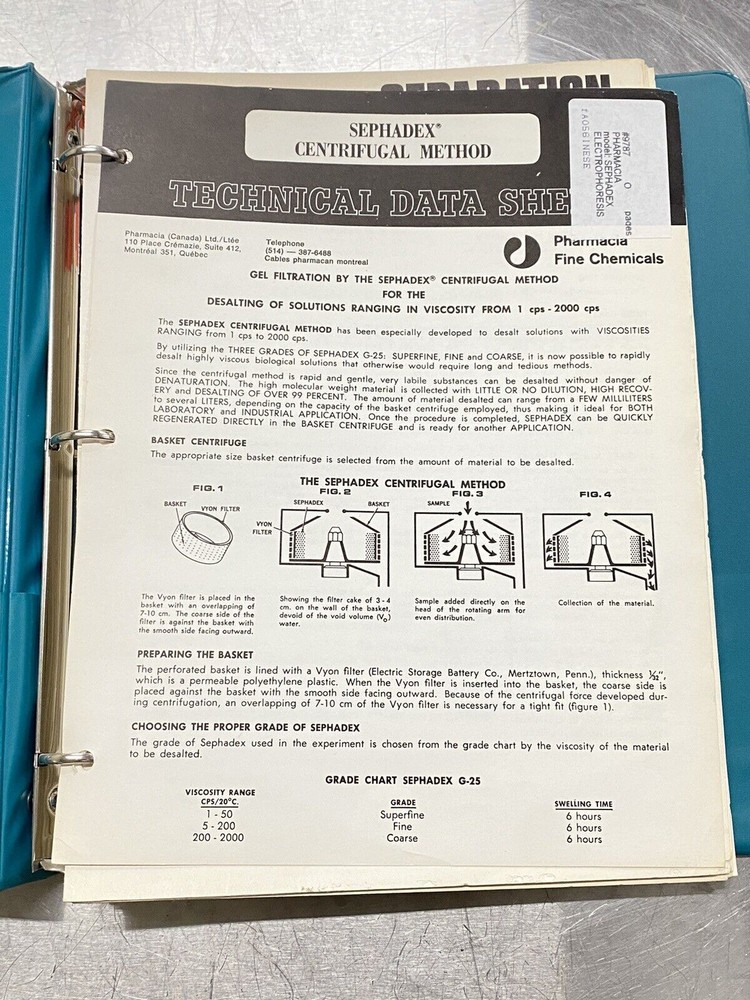 SEPARATION
SEPHADEX®
CENTRIFUGAL METHOD
TECHNICAL DATA SHE
#9787 O pages
PHARMACIA
model: SEPHADEX
ELECTROPHORESIS
Pharmacia (Canada) Ltd./Ltée
110 Place Crémazie, Suite 412,
Montréal 351, Québec
Telephone
(514) — 387-6488
Cables pharmacan montreal
Pharmacia
Fine Chemicals
GEL FILTRATION BY THE SEPHADEX® CENTRIFUGAL METHOD
FOR THE
DESALTING OF SOLUTIONS RANGING IN VISCOSITY FROM 1 cps - 2000 cps
The SEPHADEX CENTRIFUGAL METHOD has been especially developed to desalt solutions with VISCOSITIES
RANGING from 1 cps to 2000 cps.
By utilizing the THREE GRADES OF SEPHADEX G-25: SUPERFINE, FINE and COARSE, it is now possible to rapidly
desalt highly viscous biological solutions that otherwise would require long and tedious methods.
Since the centrifugal method is rapid and gentle, very labile substances can be desalted without danger of
DENATURATION. The high molecular weight material is collected with LITTLE OR NO DILUTION, HIGH RECOV-
ERY and DESALTING OF OVER 99 PERCENT. The amount of material desalted can range from a FEW MILLILITERS
to several LITERS, depending on the capacity of the basket centrifuge employed, thus making it ideal for BOTH
LABORATORY and INDUSTRIAL APPLICATION. Once the procedure is completed, SEPHADEX can be QUICKLY
REGENERATED DIRECTLY in the BASKET CENTRIFUGE and is ready for another APPLICATION.
BASKET CENTRIFUGE
The appropriate size basket centrifuge is selected from the amount of material to be desalted.
THE SEPHADEX CENTRIFUGAL METHOD
FIG. 1
BASKET
VYON FILTER
The Vyon filter is placed in the
basket with an overlapping of
7-10 cm. The coarse side of the
filter is against the basket with
the smooth side facing outward.
FIG. 2
SEPHADEX
BASKET
VYON
FILTER
Showing the filter cake of 3 - 4
cm. on the wall of the basket,
devoid of the void volume (Vo)
water.
FIG. 3
SAMPLE
Sample added directly on the
head of the rotating arm for
even distribution.
FIG. 4
Collection of the material.
PREPARING THE BASKET
The perforated basket is lined with a Vyon filter (Electric Storage Battery Co., Mertztown, Penn.), thickness 1/32",
which is a permeable polyethylene plastic. When the Vyon filter is inserted into the basket, the coarse side is
placed against the basket with the smooth side facing outward. Because of the centrifugal force developed dur-
ing centrifugation, an overlapping of 7-10 cm of the Vyon filter is necessary for a tight fit (figure 1).
CHOOSING THE PROPER GRADE OF SEPHADEX
The grade of Sephadex used in the experiment is chosen from the grade chart by the viscosity of the material
to be desalted.
GRADE CHART SEPHADEX G-25
VISCOSITY RANGE
CPS/20°C. GRADE SWELLING TIME
1 - 50 Superfine 6 hours
5 - 200 Fine 6 hours
200 - 2000 Coarse 6 hours